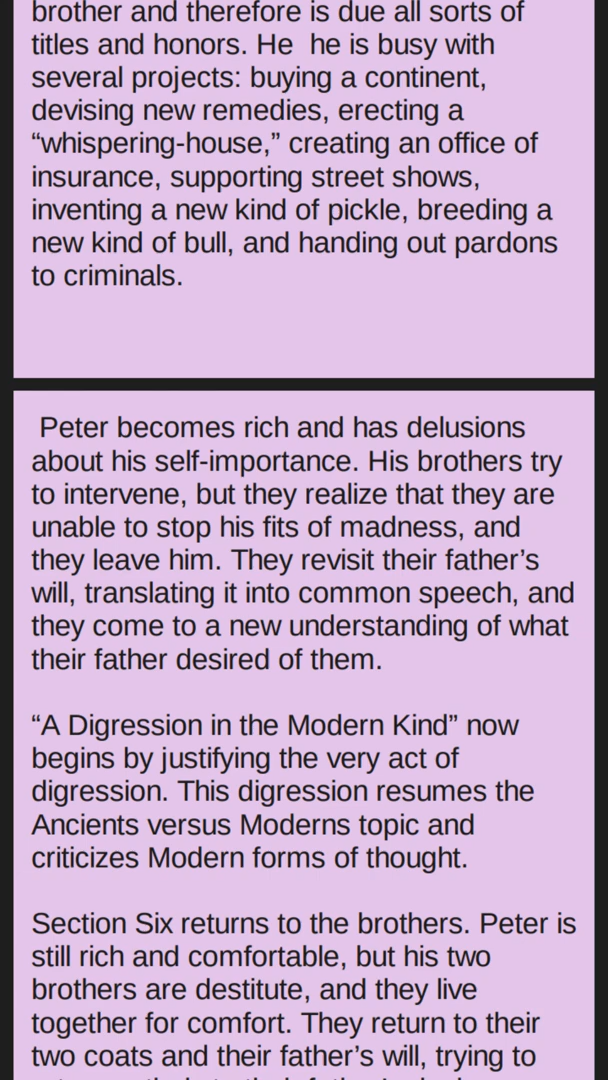 brother and therefore is due all sorts of
titles and honors. He  he is busy with
several projects: buying a continent,
devising new remedies, erecting a
“whispering-house,” creating an office of
insurance, supporting street shows,
inventing a new kind of pickle, breeding a
new kind of bull, and handing out pardons
to criminals.
Peter becomes rich and has delusions
about his self-importance. His brothers try
to intervene, but they realize that they are
unable to stop his fits of madness, and
they leave him. They revisit their father’s
will, translating it into common speech, and
they come to a new understanding of what
their father desired of them.
“A Digression in the Modern Kind” now
begins by justifying the very act of
digression. This digression resumes the
Ancients versus Moderns topic and
criticizes Modern forms of thought.
Section Six returns to the brothers. Peter is
still rich and comfortable, but his two
brothers are destitute, and they live
together for comfort. They return to their
two coats and their father’s will, trying to